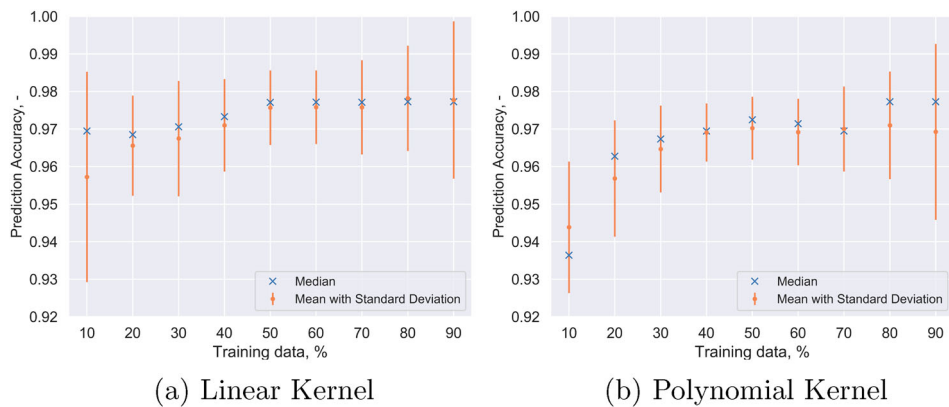 1.00
0.99
0.98
0.97
0.96
0.95
0.94
0.93
0.92
Prediction Accuracy, -
Median
Mean with Standard Deviation
10 20 30 40 50 60 70 80 90
Training data, %
(a) Linear Kernel
1.00
0.99
0.98
0.97
0.96
0.95
0.94
0.93
0.92
Prediction Accuracy, -
Median
Mean with Standard Deviation
10 20 30 40 50 60 70 80 90
Training data, %
(b) Polynomial Kernel